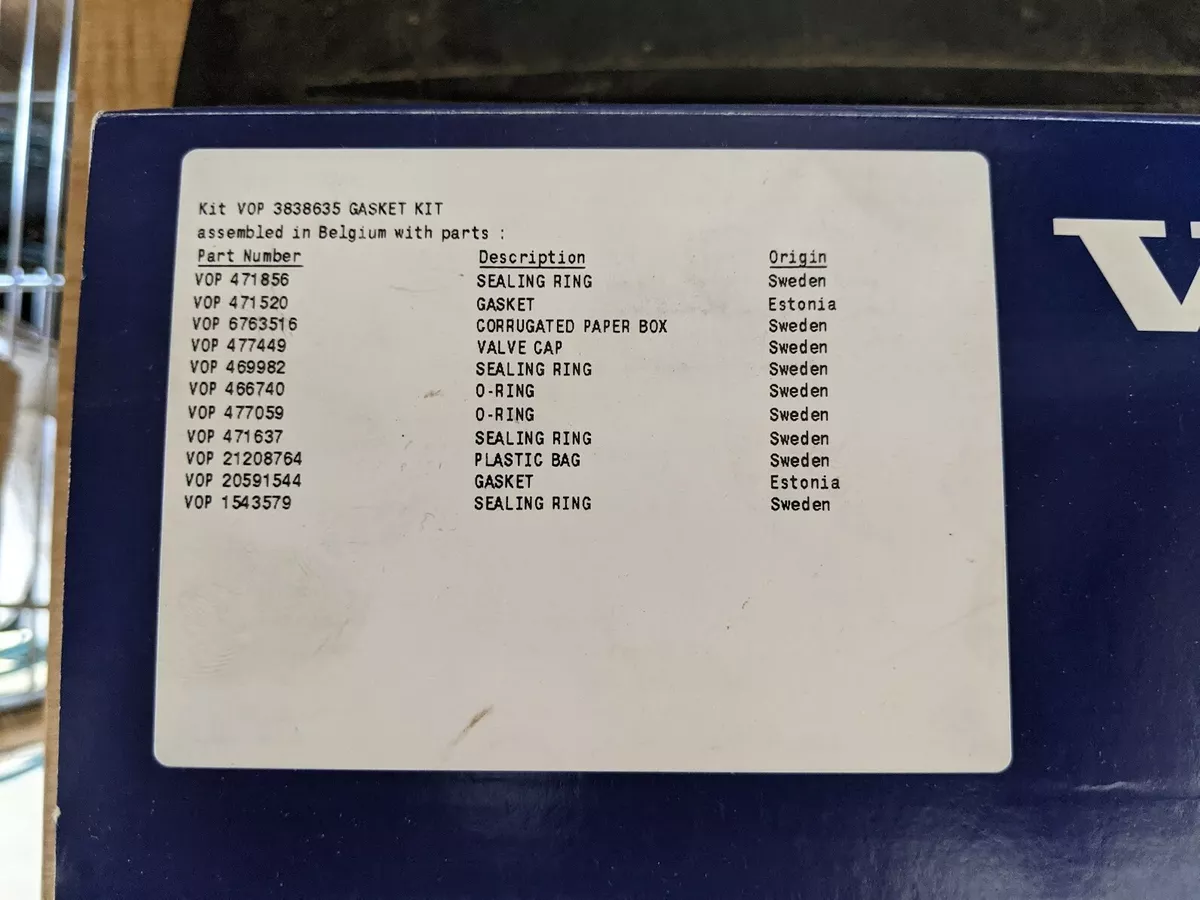 Kit VOP 3838635 GASKET KIT
assembled in Belgium with parts :
Part Number Description Origin
VOP 471856 SEALING RING Sweden
VOP 471520 GASKET Estonia
VOP 6763516 CORRUGATED PAPER BOX Sweden
VOP 477449 VALVE CAP Sweden
VOP 469982 SEALING RING Sweden
VOP 466740 O-RING Sweden
VOP 477059 O-RING Sweden
VOP 471637 SEALING RING Sweden
VOP 21208764 PLASTIC BAG Sweden
VOP 20591544 GASKET Estonia
VOP 1543579 SEALING RING Sweden